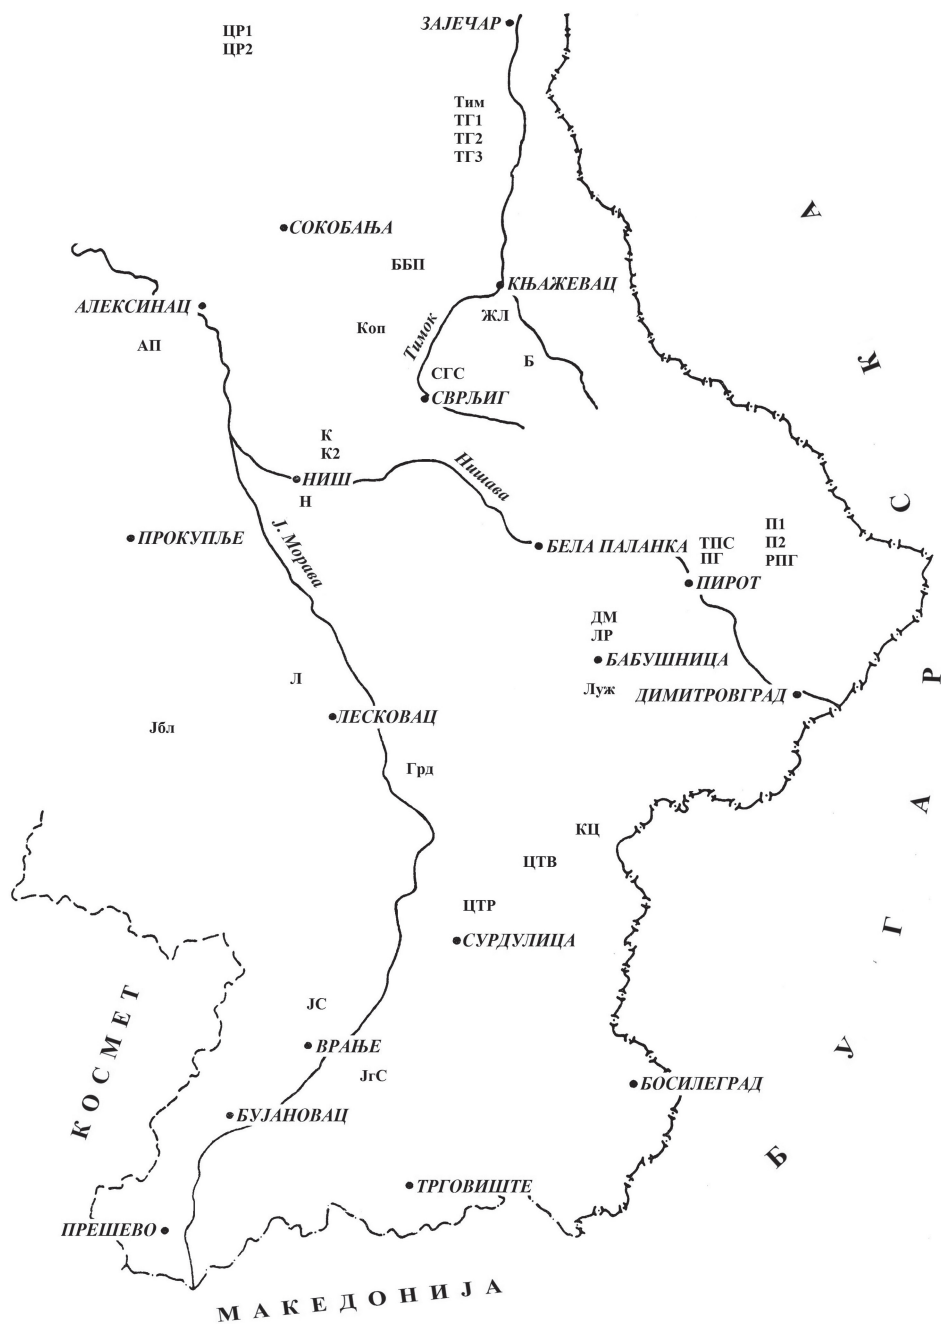 ЦР1
ЦР2
ЗАЈЕЧАР
Тим
ТГ1
ТГ2
ТГ3
СОКОБАЊА
ББП
КЊАЖЕВАЦ
АЛЕКСИНАЦ
АП
Коп
Тимок
ЖЛ
Б
СГС
СВРЉИГ
К
К2
НИШ
Н
Нишава
ПРОКУПЉЕ
Ј. Морава
БЕЛА ПАЛАНКА
ТПС
ПГ
П1
П2
РПГ
ПИРОТ
ДМ
ЛР
БАБУШНИЦА
Луж
ДИМИТРОВГРАД
Л
ЛЕСКОВАЦ
Јбл
Грд
КЦ
ЦТВ
ЦТР
СУРДУЛИЦА
ЈС
ВРАЊЕ
ЈгС
БОСИЛЕГРАД
БУЈАНОВАЦ
ТРГОВИШТЕ
ПРЕШЕВО
КОСМЕТ
МАКЕДОНИЈА
БУГАРСКА